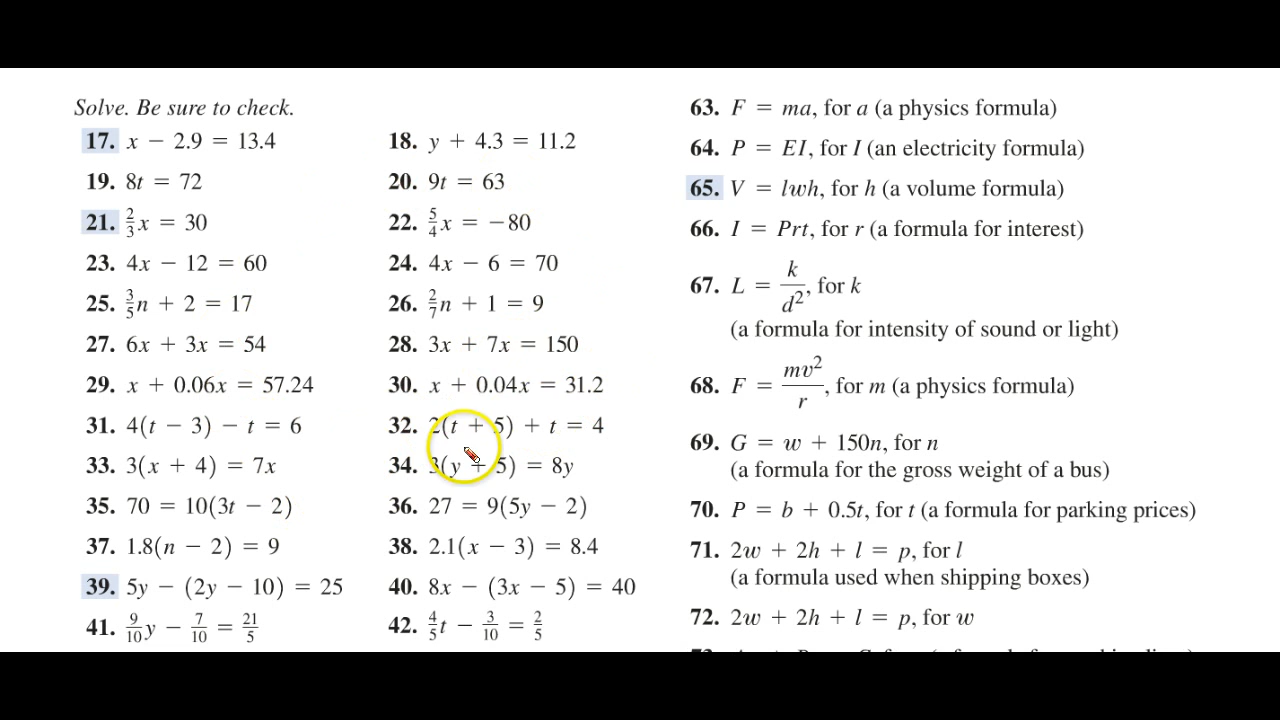 Solve. Be sure to check.
17. x − 2.9 = 13.4
18. y + 4.3 = 11.2
19. 8t = 72
20. 9t = 63
21. 2/3 x = 30
22. 5/4 x = −80
23. 4x − 12 = 60
24. 4x − 6 = 70
25. 3/5 n + 2 = 17
26. 2/7 n + 1 = 9
27. 6x + 3x = 54
28. 3x + 7x = 150
29. x + 0.06x = 57.24
30. x + 0.04x = 31.2
31. 4(t − 3) − t = 6
32. 2(t + 5) + t = 4
33. 3(x + 4) = 7x
34. 3(y + 5) = 8y
35. 70 = 10(3t − 2)
36. 27 = 9(5y − 2)
37. 1.8(n − 2) = 9
38. 2.1(x − 3) = 8.4
39. 5y − (2y − 10) = 25
40. 8x − (3x − 5) = 40
41. 9/10 y − 7/10 = 21/5
42. 4/5 t − 3/10 = 2/5
63. F = ma, for a (a physics formula)
64. P = EI, for I (an electricity formula)
65. V = lwh, for h (a volume formula)
66. I = Prt, for r (a formula for interest)
67. L = k/d², for k
(a formula for intensity of sound or light)
68. F = mv²/r, for m (a physics formula)
69. G = w + 150n, for n
(a formula for the gross weight of a bus)
70. P = b + 0.5t, for t (a formula for parking prices)
71. 2w + 2h + l = p, for l
(a formula used when shipping boxes)
72. 2w + 2h + l = p, for w